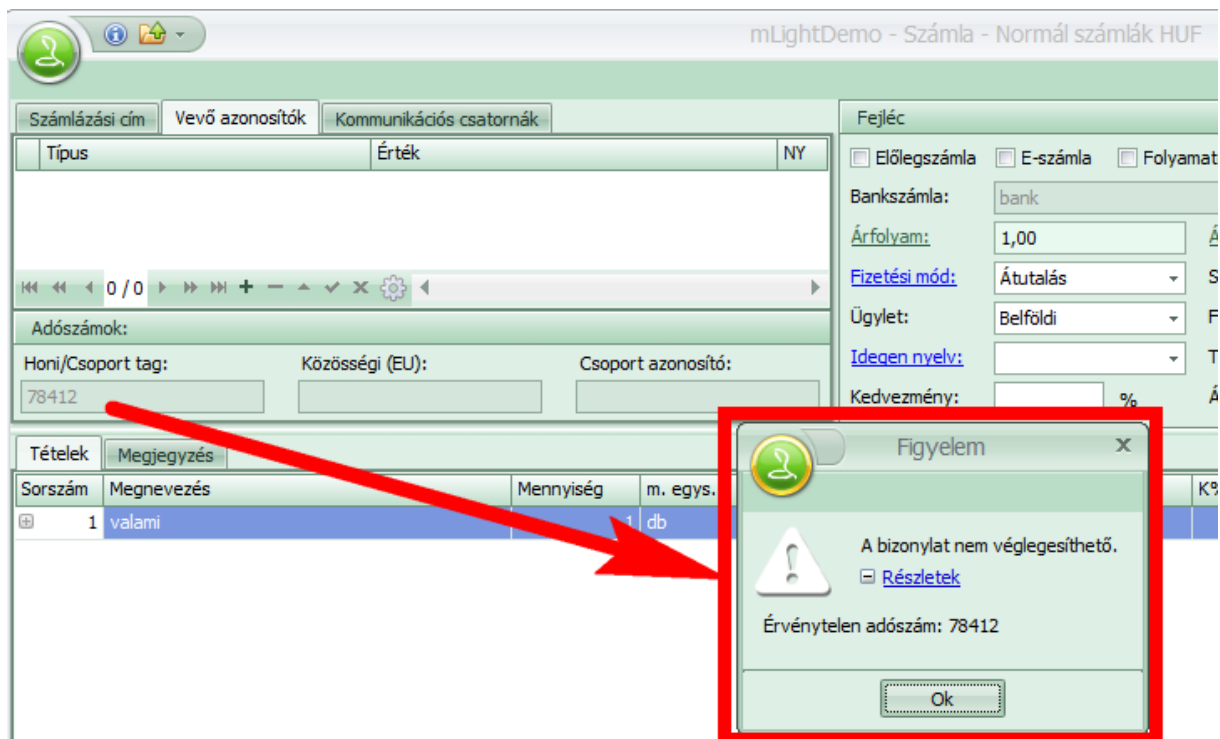 mLightDemo - Számla - Normál számlák HUF
Számlázási cím Vevő azonosítók Kommunikációs csatornák
Típus Érték NY
0 / 0
Adószámok:
Honi/Csoport tag: Közösségi (EU): Csoport azonosító:
78412
Fejléc
Előlegszámla E-számla Folyamat
Bankszámla: bank
Árfolyam: 1,00 Á
Fizetési mód: Átutalás S
Ügylet: Belföldi F
Idegen nyelv: T
Kedvezmény: % Á
Tételek Megjegyzés
Sorszám Megnevezés Mennyiség m. egys. K%
1 valami 1 db
Figyelem
A bizonylat nem véglegesíthető.
Részletek
Érvénytelen adószám: 78412
Ok